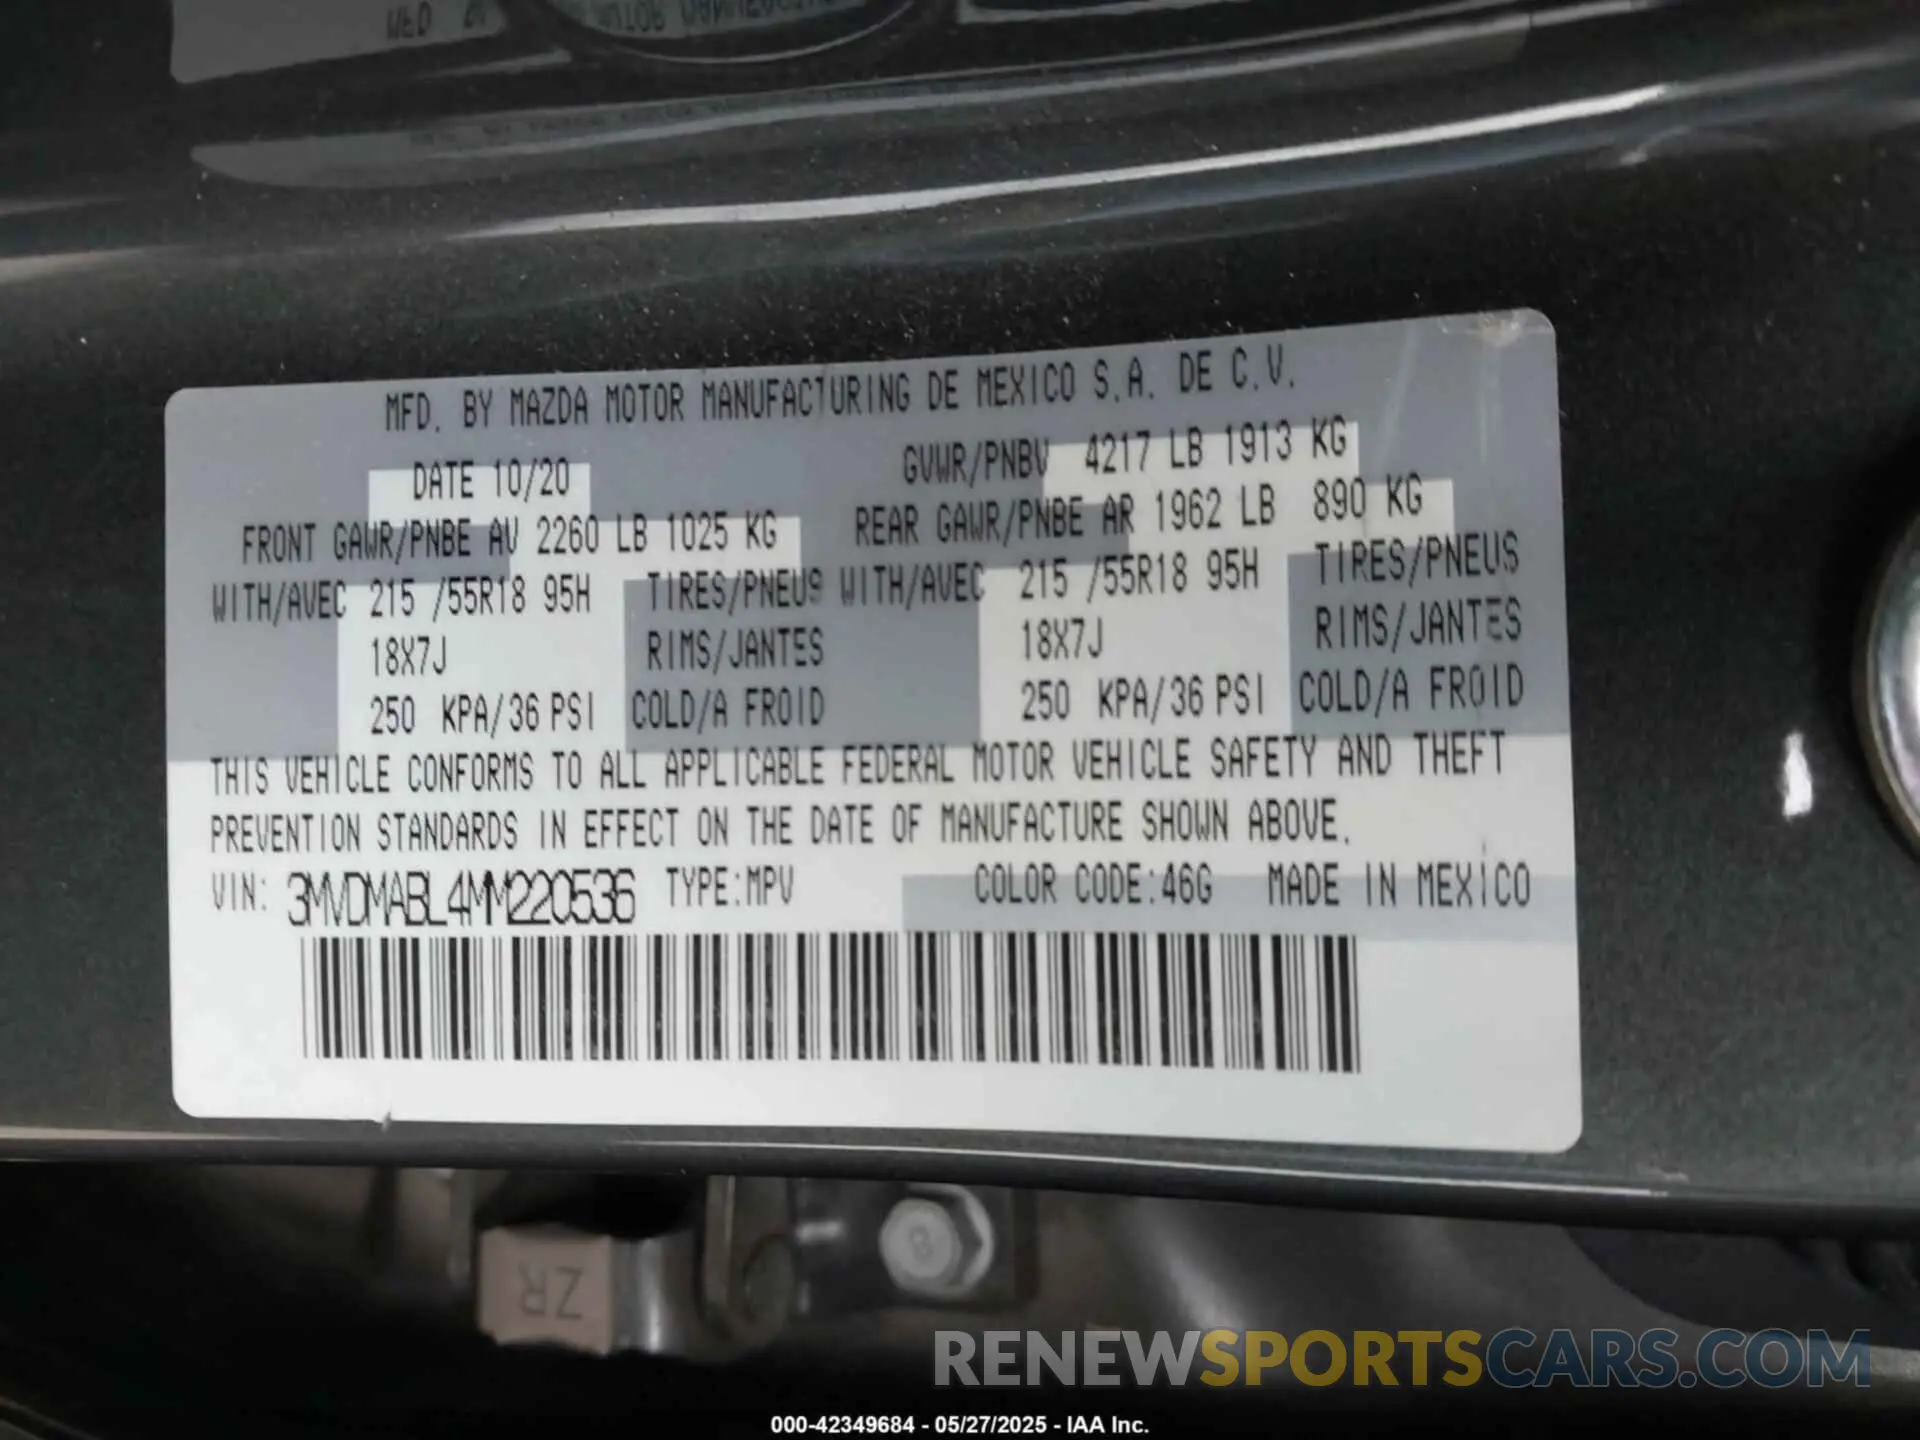 MFD. BY MAZDA MOTOR MANUFACTURING DE MEXICO S.A. DE C.V.
DATE 10/20 GVWR/PNBV 4217 LB 1913 KG
FRONT GAWR/PNBE AV 2260 LB 1025 KG REAR GAWR/PNBE AR 1962 LB 890 KG
WITH/AVEC 215 /55R18 95H TIRES/PNEUS WITH/AVEC 215 /55R18 95H TIRES/PNEUS
18X7J RIMS/JANTES 18X7J RIMS/JANTES
250 KPA/36 PSI COLD/A FROID 250 KPA/36 PSI COLD/A FROID
THIS VEHICLE CONFORMS TO ALL APPLICABLE FEDERAL MOTOR VEHICLE SAFETY AND THEFT
PREVENTION STANDARDS IN EFFECT ON THE DATE OF MANUFACTURE SHOWN ABOVE.
VIN: 3MVDMABL4MM220536 TYPE:MPV COLOR CODE:46G MADE IN MEXICO
ZR
8
RENEWSPORTSCARS.COM
000-42349684 - 05/27/2025 - IAA Inc.